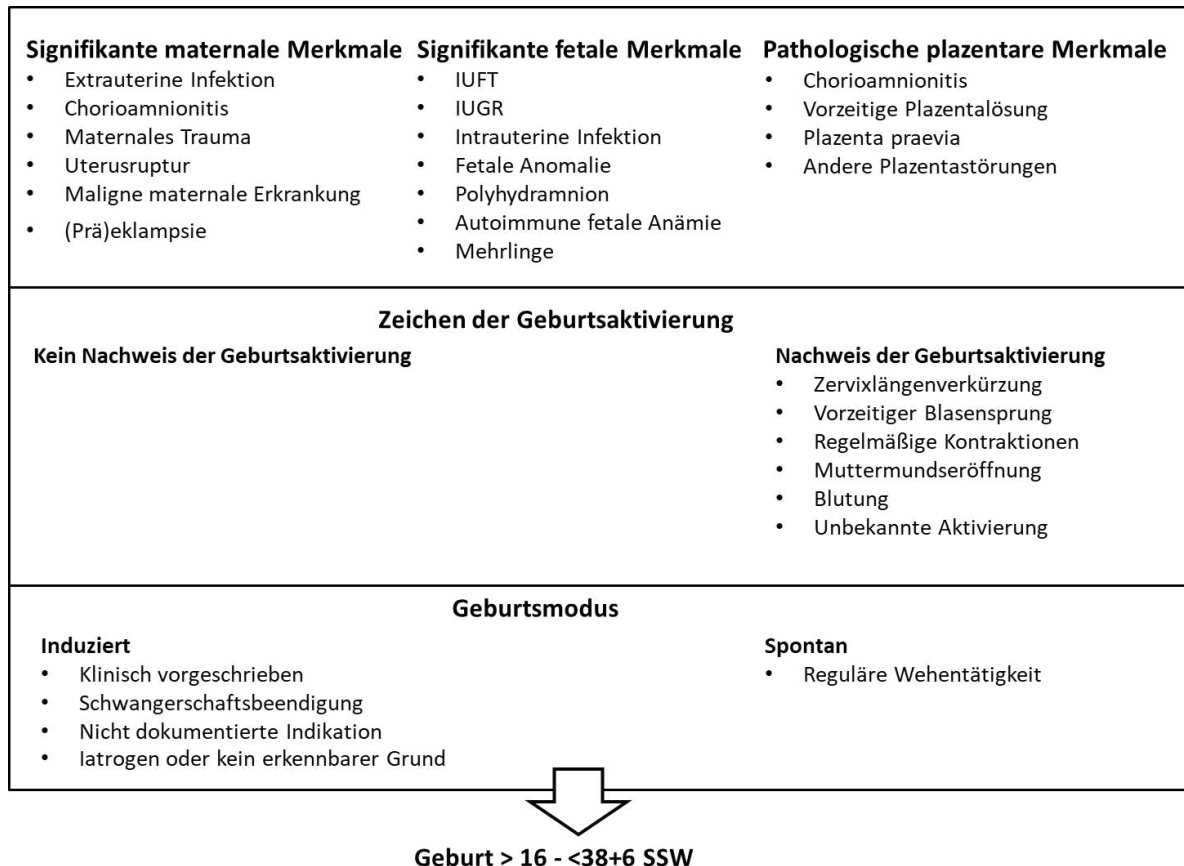 Signifikante maternale Merkmale
• Extrauterine Infektion
• Chorioamnionitis
• Maternales Trauma
• Uterusruptur
• Maligne maternale Erkrankung
• (Prä)eklampsie
Signifikante fetale Merkmale
• IUFT
• IUGR
• Intrauterine Infektion
• Fetale Anomalie
• Polyhydramnion
• Autoimmune fetale Anämie
• Mehrlinge
Pathologische plazentare Merkmale
• Chorioamnionitis
• Vorzeitige Plazentalösung
• Plazenta praevia
• Andere Plazentastörungen
Zeichen der Geburtsaktivierung
Kein Nachweis der Geburtsaktivierung
Nachweis der Geburtsaktivierung
• Zervixlängenverkürzung
• Vorzeitiger Blasensprung
• Regelmäßige Kontraktionen
• Muttermundseröffnung
• Blutung
• Unbekannte Aktivierung
Geburtsmodus
Induziert
• Klinisch vorgeschrieben
• Schwangerschaftsbeendigung
• Nicht dokumentierte Indikation
• Iatrogen oder kein erkennbarer Grund
Spontan
• Reguläre Wehentätigkeit
Geburt > 16 - <38+6 SSW